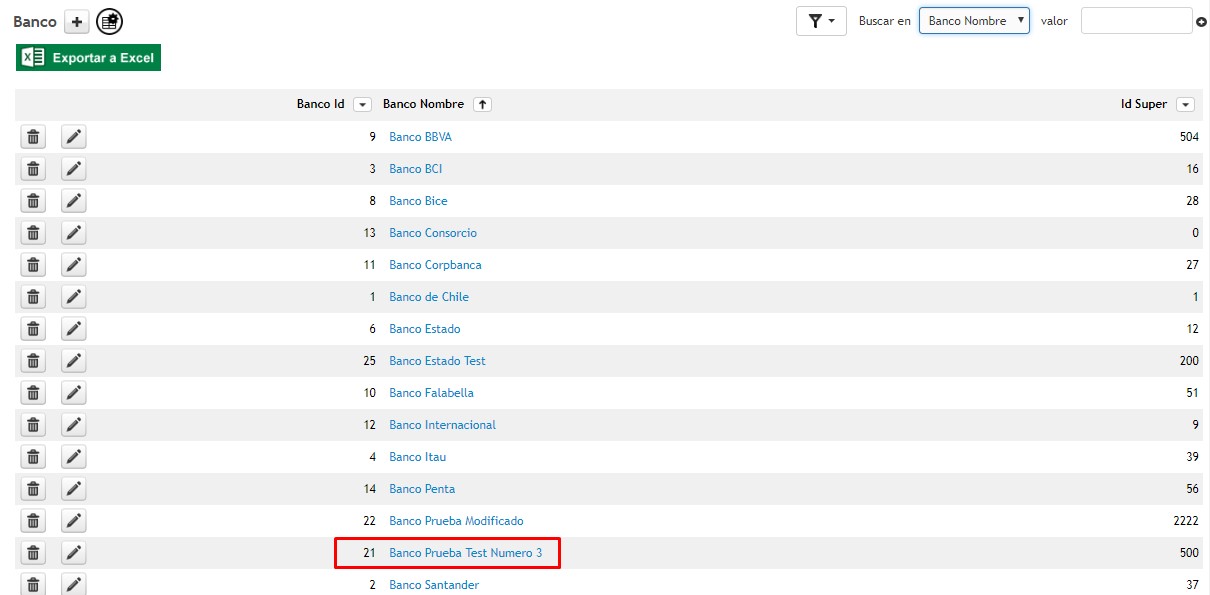 Banco Buscar en Banco Nombre valor
Exportar a Excel
Banco Id Banco Nombre Id Super
9 Banco BBVA 504
3 Banco BCI 16
8 Banco Bice 28
13 Banco Consorcio 0
11 Banco Corpbanca 27
1 Banco de Chile 1
6 Banco Estado 12
25 Banco Estado Test 200
10 Banco Falabella 51
12 Banco Internacional 9
4 Banco Itau 39
14 Banco Penta 56
22 Banco Prueba Modificado 2222
21 Banco Prueba Test Numero 3 500
2 Banco Santander 37